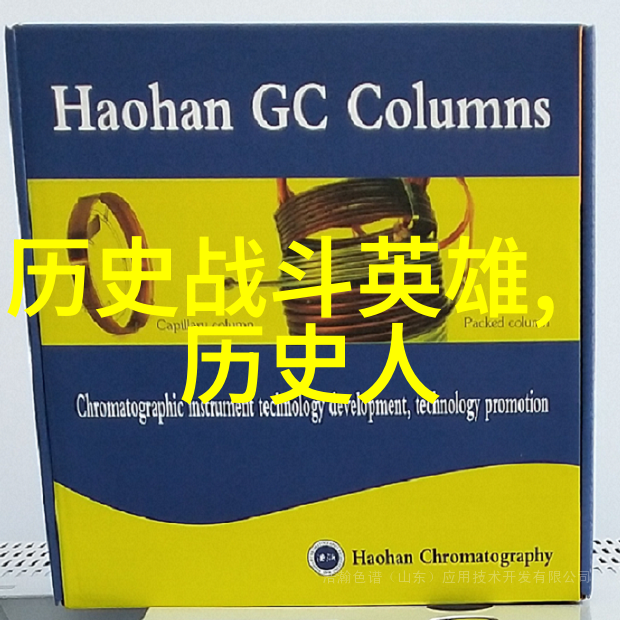 Haohan GC Columns
历史战斗英雄,
历史人
Capillary column
Packed column
Chromatographic instrument technology development, technology promotion
Haohan Chromatography
浩瀚色谱（山东）应用技术开发有限公司